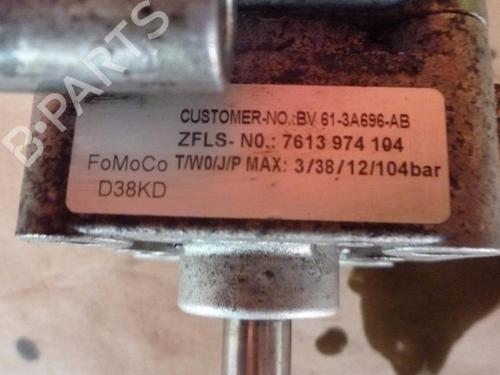 CUSTOMER-NO.:BV 61-3A696-AB
ZFLS- NO.: 7613 974 104
FoMoCo T/W0/J/P MAX: 3/38/12/104bar
D38KD
B-PARTS